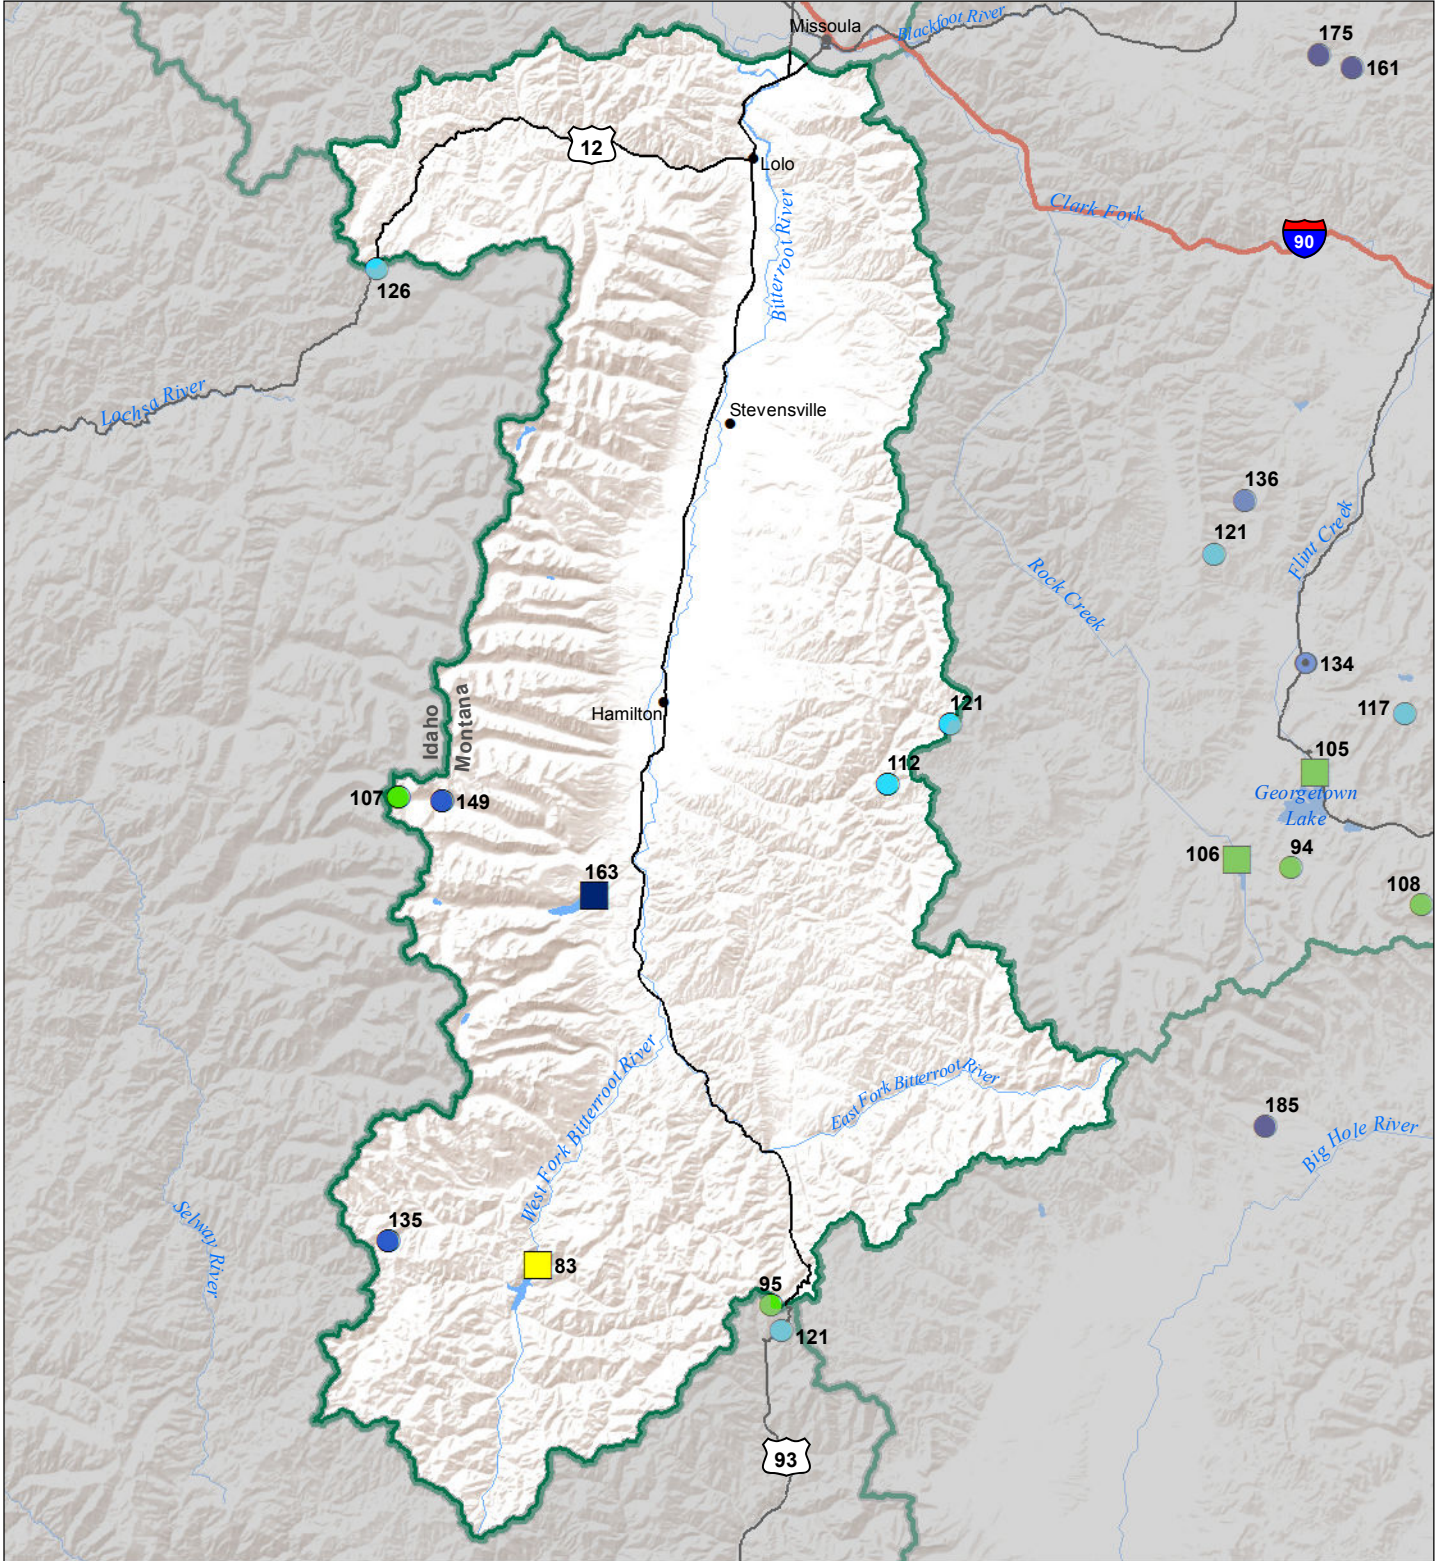 Missoula
Blackfoot River
175
161
12
Lolo
Bitterroot River
Clark Fork
90
126
Lochsa River
Stevensville
136
121
Flint Creek
Rock Creek
134
Idaho
Montana
Hamilton
121
117
105
112
107
149
Georgetown
Lake
106
94
163
108
West Fork Bitterroot River
East Fork Bitterroot River
185
Big Hole River
Selway River
135
83
95
121
93